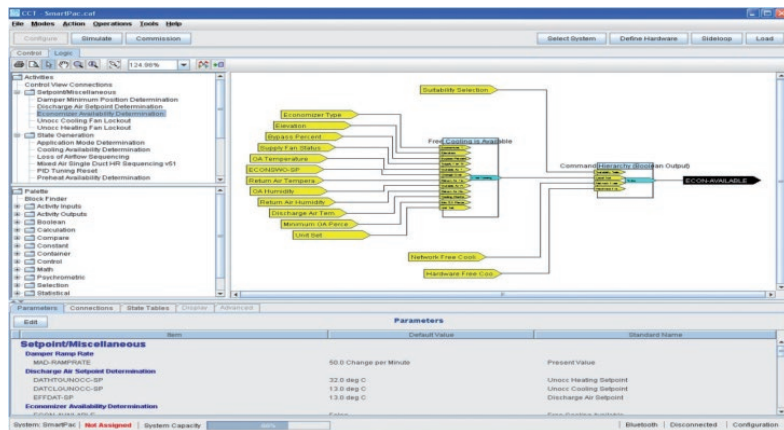 CCT - SmartPac.caf
File Modes Action Operations Tools Help
Configure Simulate Commission Select System Define Hardware Sideloop Load
Control Logic
124.98%
Activities
Control View Connections
Setpoint/Miscellaneous
Damper Minimum Position Determination
Discharge Air Setpoint Determination
Economizer Availability Determination
Unocc Cooling Fan Lockout
Unocc Heating Fan Lockout
State Generation
Application Mode Determination
Cooling Availability Determination
Loss of Airflow Sequencing
Mixed Air Single Duct HR Sequencing v51
PID Tuning Reset
Preheat Availability Determination
Palette
Block Finder
Activity Inputs
Activity Outputs
Boolean
Calculation
Compare
Constant
Container
Control
Math
Psychrometric
Selection
Statistical
Suitability Selection
Economizer Type
Elevation
Bypass Percent
Supply Fan Status
OA Temperature
ECONSWO-SP
Return Air Tempera
OA Humidity
Return Air Humidity
Discharge Air Tem
Minimum OA Perce
Unit Set
Free Cooling is Available
Command Hierarchy (Boolean Output)
ECON-AVAILABLE
Network Free Cooli
Hardware Free Coo
Parameters Connections State Tables Display Advanced
Edit Parameters
Item Default Value Standard Name
Setpoint/Miscellaneous
Damper Ramp Rate
MAD-RAMPRATE 50.0 Change per Minute Present Value
Discharge Air Setpoint Determination
DATHTGUNOCC-SP 32.0 deg C Unocc Heating Setpoint
DATCLGUNOCC-SP 13.0 deg C Unocc Cooling Setpoint
EFFDAT-SP 13.0 deg C Discharge Air Setpoint
Economizer Availability Determination
System: SmartPac Not Assigned System Capacity Bluetooth Disconnected Configuration